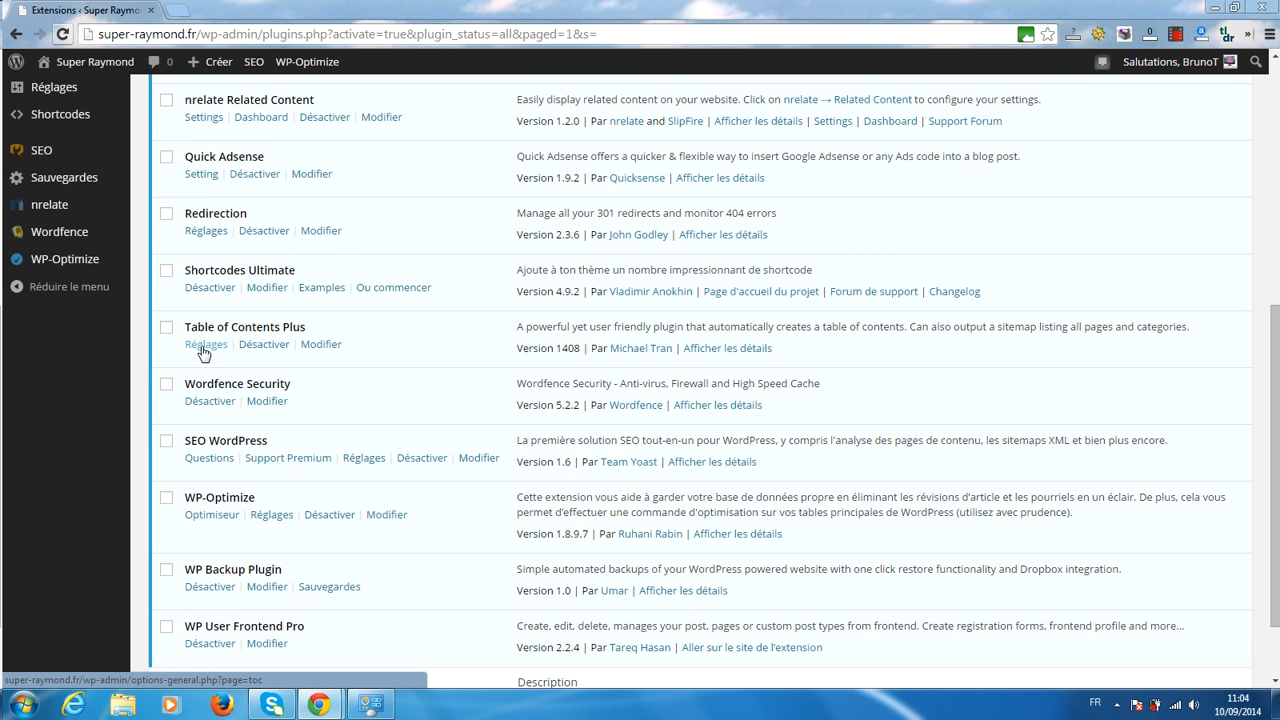 Extensions ‹ Super Raymon
super-raymond.fr/wp-admin/plugins.php?activate=true&plugin_status=all&paged=1&s=
tl;dr
Super Raymond 0 Créer SEO WP-Optimize Salutations, BrunoT
Réglages
Shortcodes
SEO
Sauvegardes
nrelate
Wordfence
WP-Optimize
Réduire le menu
nrelate Related Content
Settings | Dashboard | Désactiver | Modifier
Easily display related content on your website. Click on nrelate → Related Content to configure your settings.
Version 1.2.0 | Par nrelate and SlipFire | Afficher les détails | Settings | Dashboard | Support Forum
Quick Adsense
Setting | Désactiver | Modifier
Quick Adsense offers a quicker & flexible way to insert Google Adsense or any Ads code into a blog post.
Version 1.9.2 | Par Quicksense | Afficher les détails
Redirection
Réglages | Désactiver | Modifier
Manage all your 301 redirects and monitor 404 errors
Version 2.3.6 | Par John Godley | Afficher les détails
Shortcodes Ultimate
Désactiver | Modifier | Examples | Ou commencer
Ajoute à ton thème un nombre impressionnant de shortcode
Version 4.9.2 | Par Vladimir Anokhin | Page d'accueil du projet | Forum de support | Changelog
Table of Contents Plus
Réglages | Désactiver | Modifier
A powerful yet user friendly plugin that automatically creates a table of contents. Can also output a sitemap listing all pages and categories.
Version 1408 | Par Michael Tran | Afficher les détails
Wordfence Security
Désactiver | Modifier
Wordfence Security - Anti-virus, Firewall and High Speed Cache
Version 5.2.2 | Par Wordfence | Afficher les détails
SEO WordPress
Questions | Support Premium | Réglages | Désactiver | Modifier
La première solution SEO tout-en-un pour WordPress, y compris l'analyse des pages de contenu, les sitemaps XML et bien plus encore.
Version 1.6 | Par Team Yoast | Afficher les détails
WP-Optimize
Optimiseur | Réglages | Désactiver | Modifier
Cette extension vous aide à garder votre base de données propre en éliminant les révisions d'article et les pourriels en un éclair. De plus, cela vous
permet d'effectuer une commande d'optimisation sur vos tables principales de WordPress (utilisez avec prudence).
Version 1.8.9.7 | Par Ruhani Rabin | Afficher les détails
WP Backup Plugin
Désactiver | Modifier | Sauvegardes
Simple automated backups of your WordPress powered website with one click restore functionality and Dropbox integration.
Version 1.0 | Par Umar | Afficher les détails
WP User Frontend Pro
Désactiver | Modifier
Create, edit, delete, manages your post, pages or custom post types from frontend. Create registration forms, frontend profile and more...
Version 2.2.4 | Par Tareq Hasan | Aller sur le site de l'extension
Description
super-raymond.fr/wp-admin/options-general.php?page=toc
FR
11:04
10/09/2014